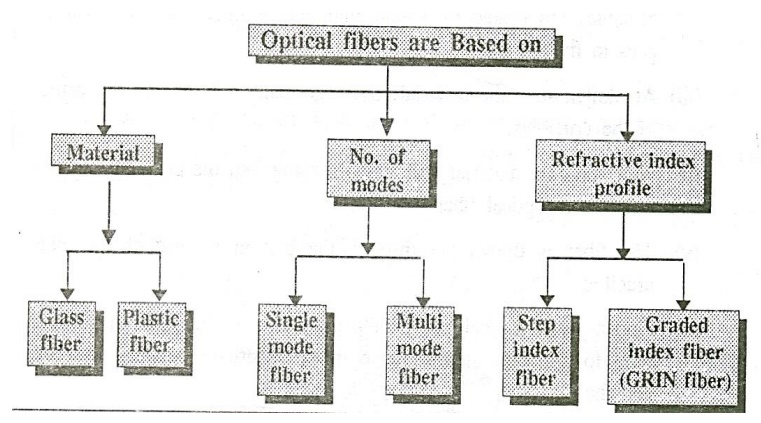 Optical fibers are Based on
Material
No. of
modes
Refractive index
profile
Glass
fiber
Plastic
fiber
Single
mode
fiber
Multi
mode
fiber
Step
index
fiber
Graded
index fiber
(GRIN fiber)